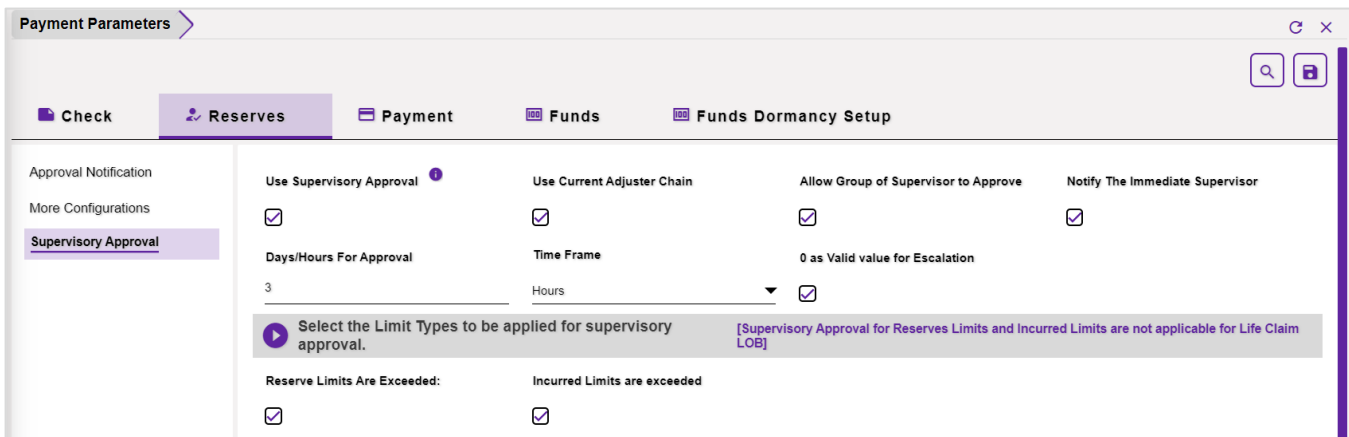 Payment Parameters
Check
Reserves
Payment
Funds
Funds Dormancy Setup
Approval Notification
More Configurations
Supervisory Approval
Use Supervisory Approval
Use Current Adjuster Chain
Allow Group of Supervisor to Approve
Notify The Immediate Supervisor
Days/Hours For Approval
Time Frame
0 as Valid value for Escalation
3
Hours
Select the Limit Types to be applied for supervisory
approval.
[Supervisory Approval for Reserves Limits and Incurred Limits are not applicable for Life Claim
LOB]
Reserve Limits Are Exceeded:
Incurred Limits are exceeded